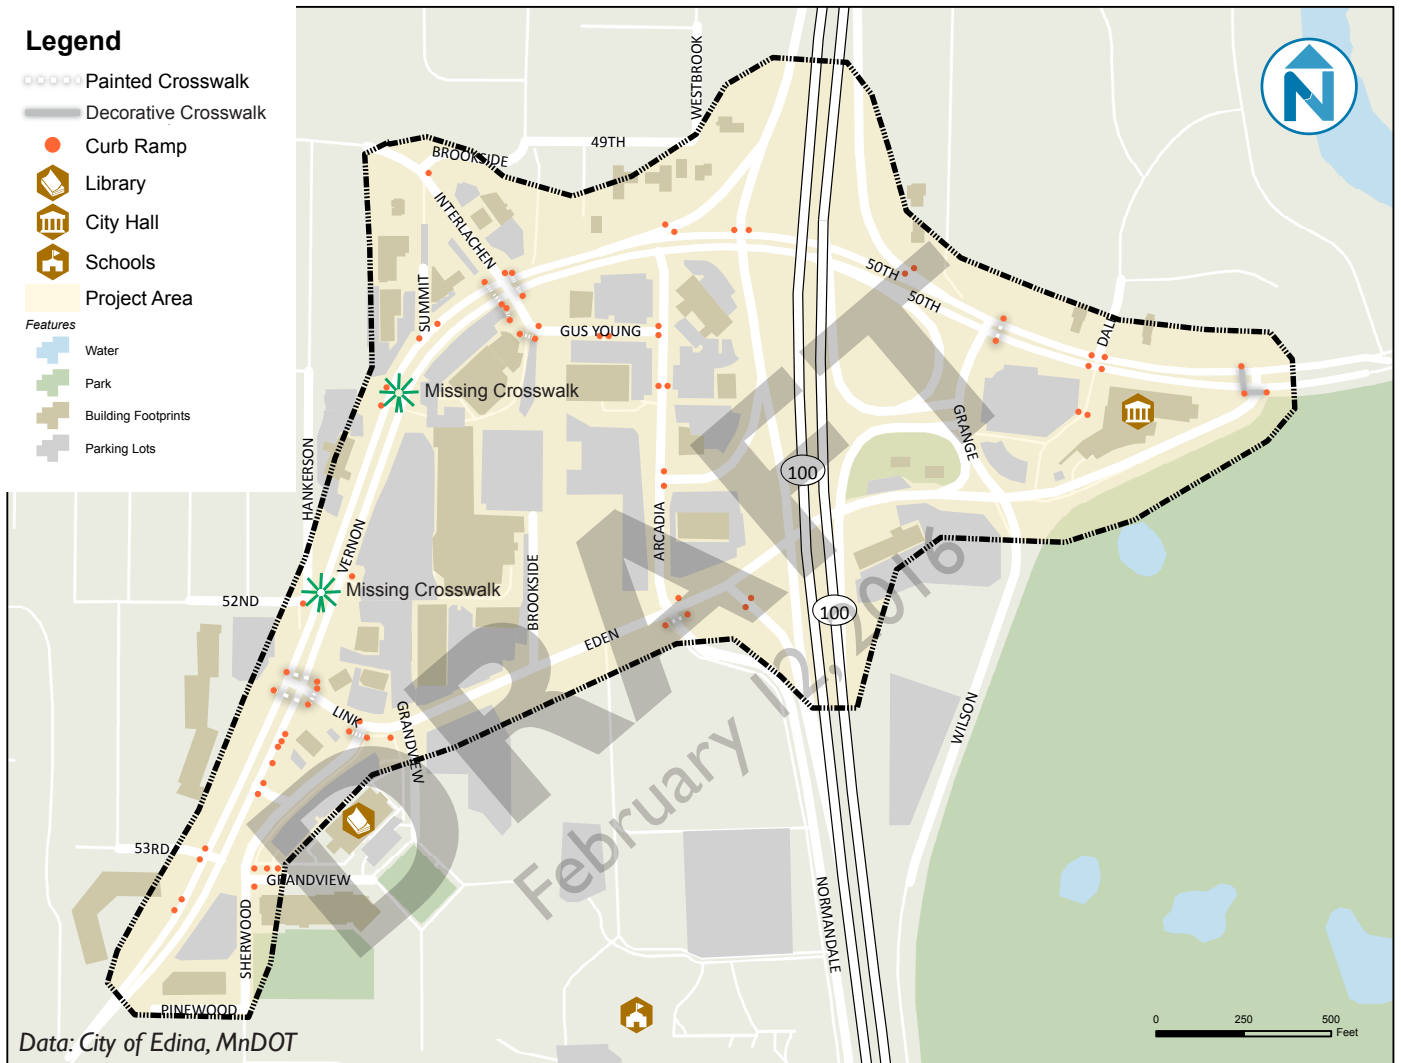 Legend
Painted Crosswalk
Decorative Crosswalk
Curb Ramp
Library
City Hall
Schools
Project Area
Features
Water
Park
Building Footprints
Parking Lots
N
WESTBROOK
49TH
BROOKSIDE
INTERLACHEN
SUMMIT
50TH
50TH
GUS YOUNG
DALE
Missing Crosswalk
HANKERSON
GRANGE
100
VERNON
ARCADIA
BROOKSIDE
Missing Crosswalk
52ND
100
EDEN
LINK
GRANDVIEW
WILSON
53RD
GRANDVIEW
NORMANDALE
SHERWOOD
PINEWOOD
DRAFT
February 12, 2016
0 250 500
Feet
Data: City of Edina, MnDOT